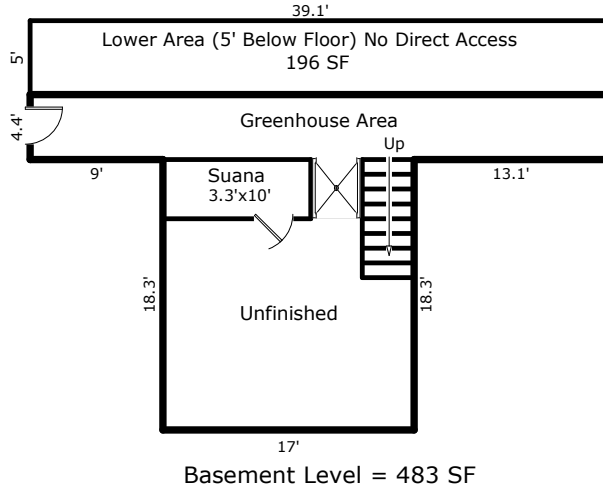 39.1'
Lower Area (5' Below Floor) No Direct Access
196 SF
5'
4.4'
Greenhouse Area
Up
9'
13.1'
Suana
3.3'x10'
18.3'
18.3'
Unfinished
17'
Basement Level = 483 SF